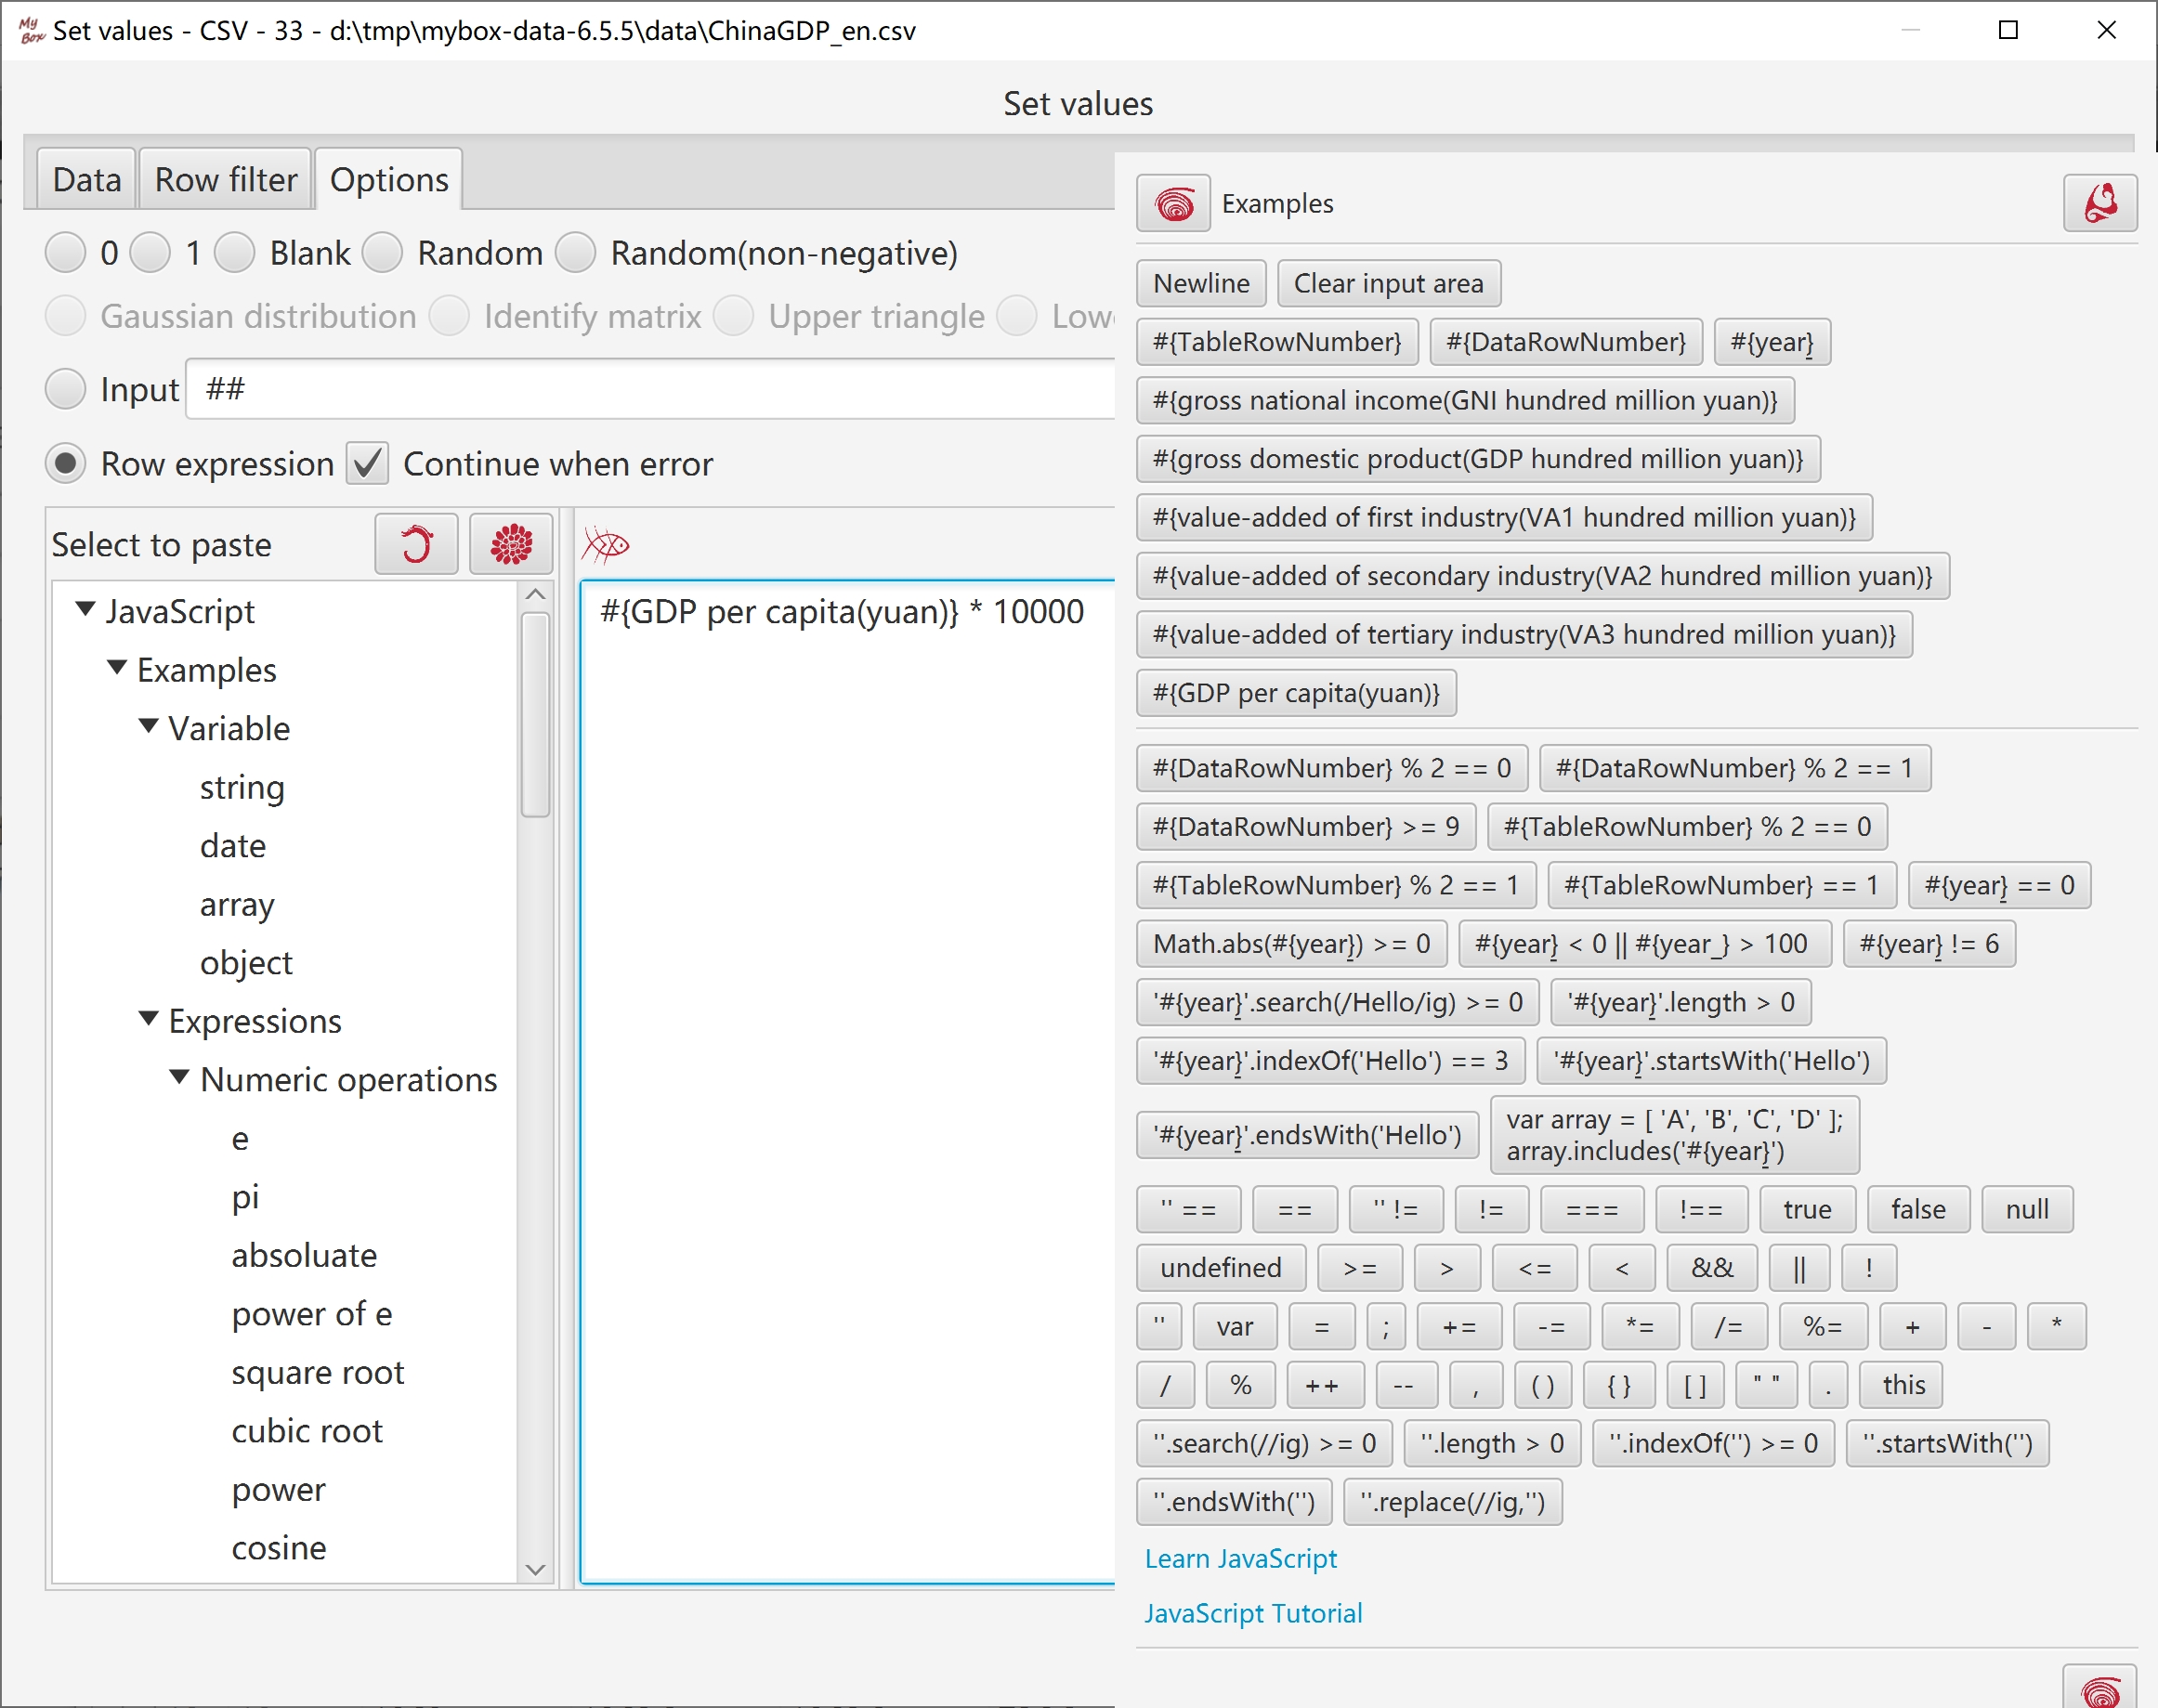 My Box Set values - CSV - 33 - d:\tmp\mybox-data-6.5.5\data\ChinaGDP_en.csv
Set values
Data Row filter Options
0 1 Blank Random Random(non-negative)
Gaussian distribution Identify matrix Upper triangle
Input ##
Row expression Continue when error
Select to paste
JavaScript
Examples
Variable
string
date
array
object
Expressions
Numeric operations
e
pi
absoluate
power of e
square root
cubic root
power
cosine
#{GDP per capita(yuan)} * 10000
Examples
Newline Clear input area
#{TableRowNumber} #{DataRowNumber} #{year}
#{gross national income(GNI hundred million yuan)}
#{gross domestic product(GDP hundred million yuan)}
#{value-added of first industry(VA1 hundred million yuan)}
#{value-added of secondary industry(VA2 hundred million yuan)}
#{value-added of tertiary industry(VA3 hundred million yuan)}
#{GDP per capita(yuan)}
#{DataRowNumber} % 2 == 0 #{DataRowNumber} % 2 == 1
#{DataRowNumber} >= 9 #{TableRowNumber} % 2 == 0
#{TableRowNumber} % 2 == 1 #{TableRowNumber} == 1 #{year} == 0
Math.abs(#{year}) >= 0 #{year} < 0 || #{year_} > 100 #{year} != 6
'#{year}'.search(/Hello/ig) >= 0 '#{year}'.length > 0
'#{year}'.indexOf('Hello') == 3 '#{year}'.startsWith('Hello')
'#{year}'.endsWith('Hello') var array = [ 'A', 'B', 'C', 'D' ];
array.includes('#{year}')
'' == == '' != != === !== true false null
undefined >= > <= < && || !
'' var = ; += -= *= /= %= + - *
/ % ++ -- , ( ) { } [ ] " " . this
''.search(//ig) >= 0 ''.length > 0 ''.indexOf('') >= 0 ''.startsWith('')
''.endsWith('') ''.replace(//ig,'')
Learn JavaScript
JavaScript Tutorial